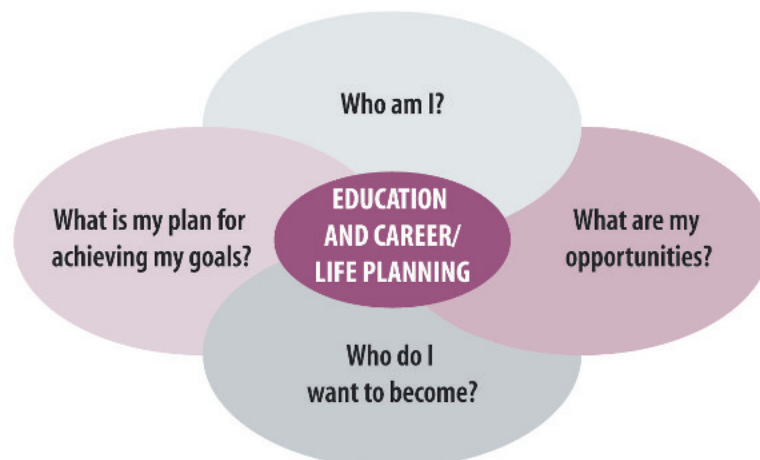 Who am I?
What is my plan for
achieving my goals?
EDUCATION
AND CAREER/
LIFE PLANNING
What are my
opportunities?
Who do I
want to become?